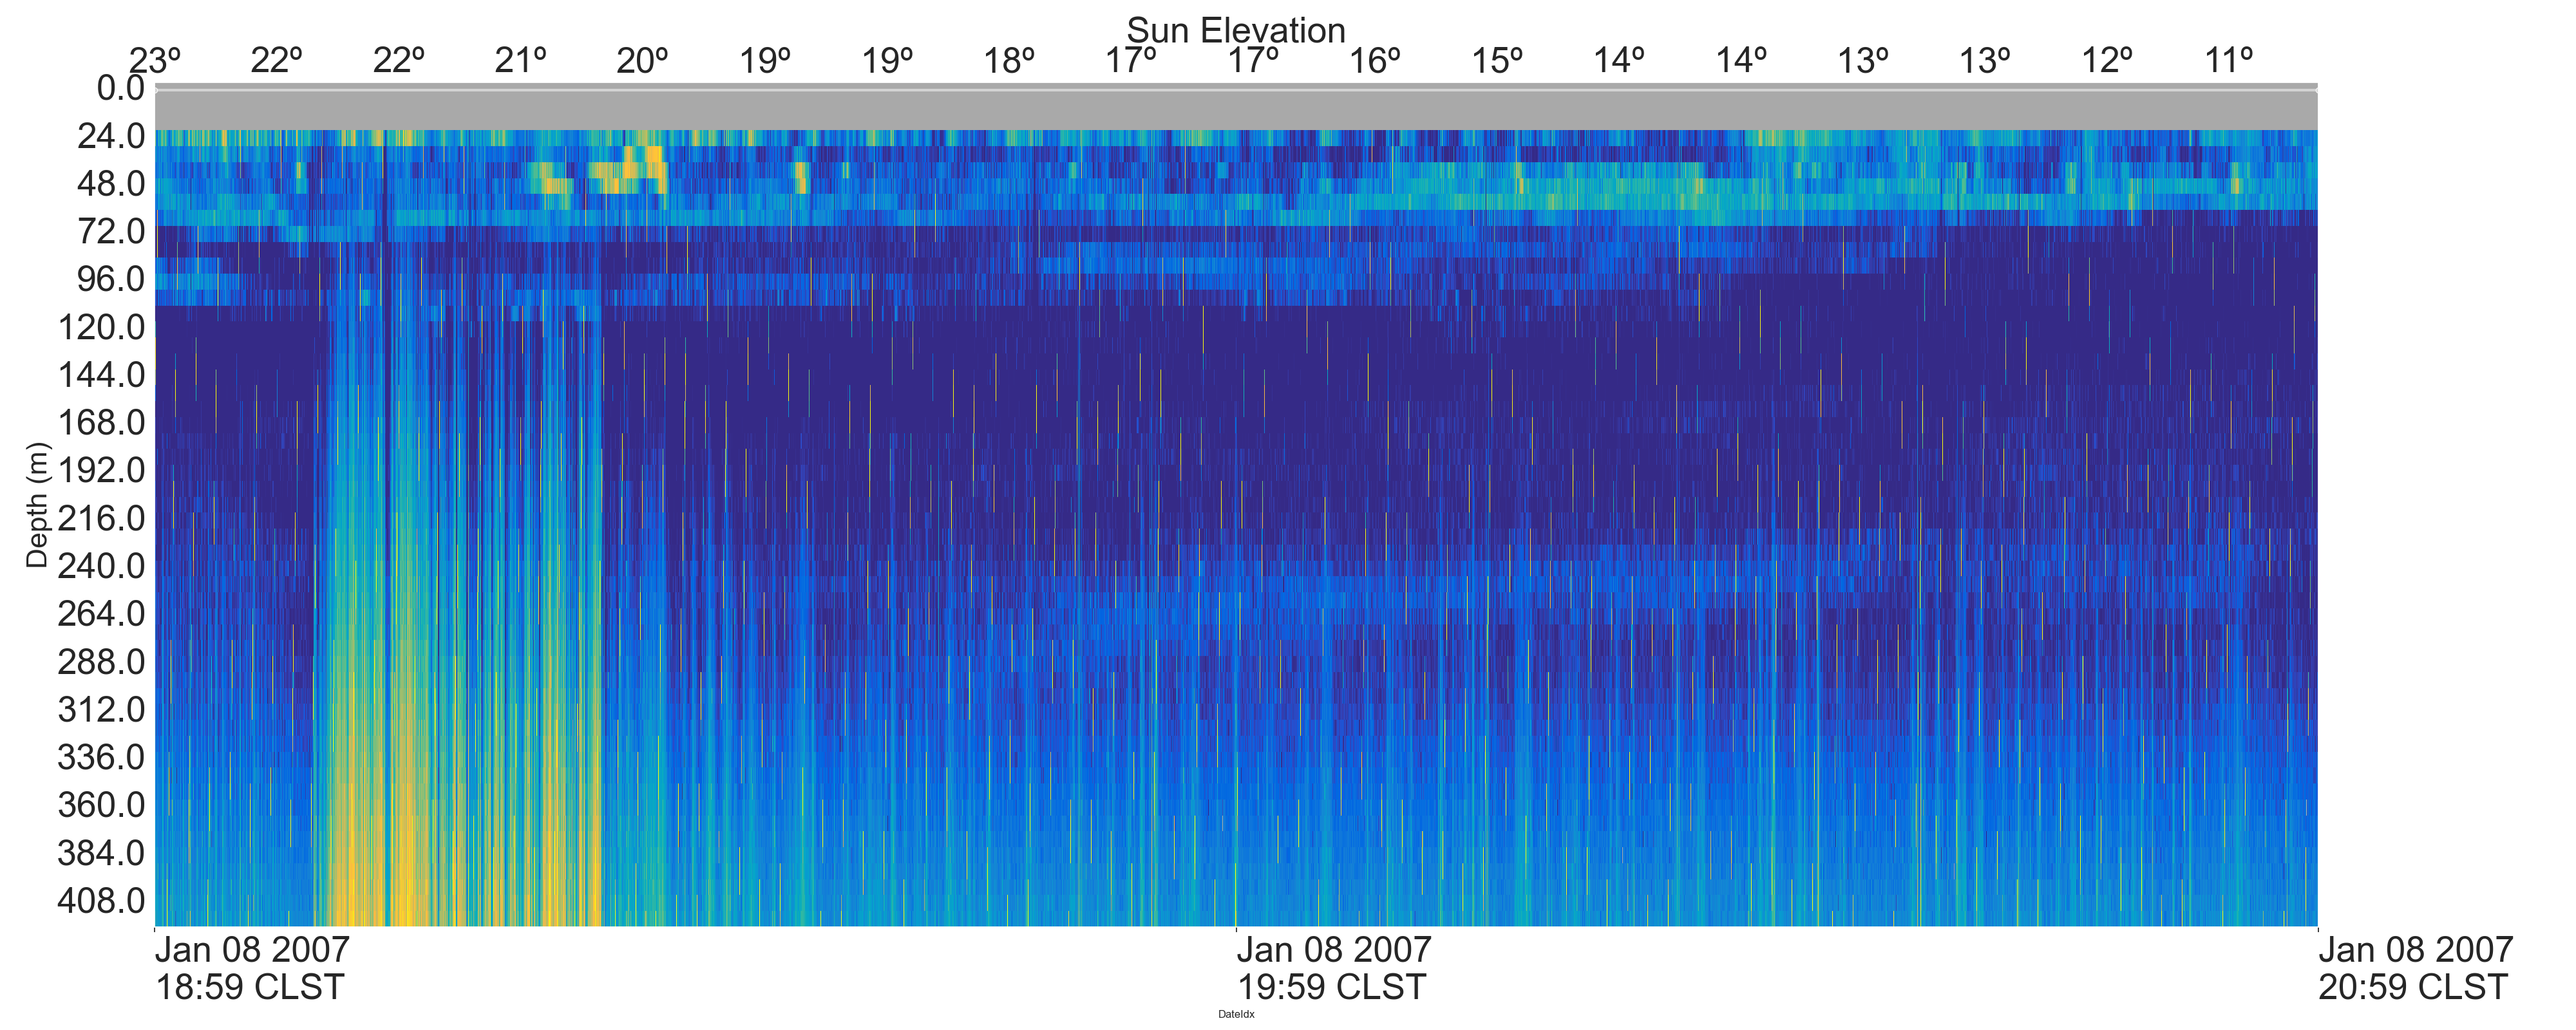 Sun Elevation
23º 22º 22º 21º 20º 19º 19º 18º 17º 17º 16º 15º 14º 14º 13º 13º 12º 11º
0.0
24.0
48.0
72.0
96.0
120.0
144.0
168.0
192.0
216.0
240.0
264.0
288.0
312.0
336.0
360.0
384.0
408.0
Depth (m)
Jan 08 2007
18:59 CLST
Jan 08 2007
19:59 CLST
Jan 08 2007
20:59 CLST
DateIdx